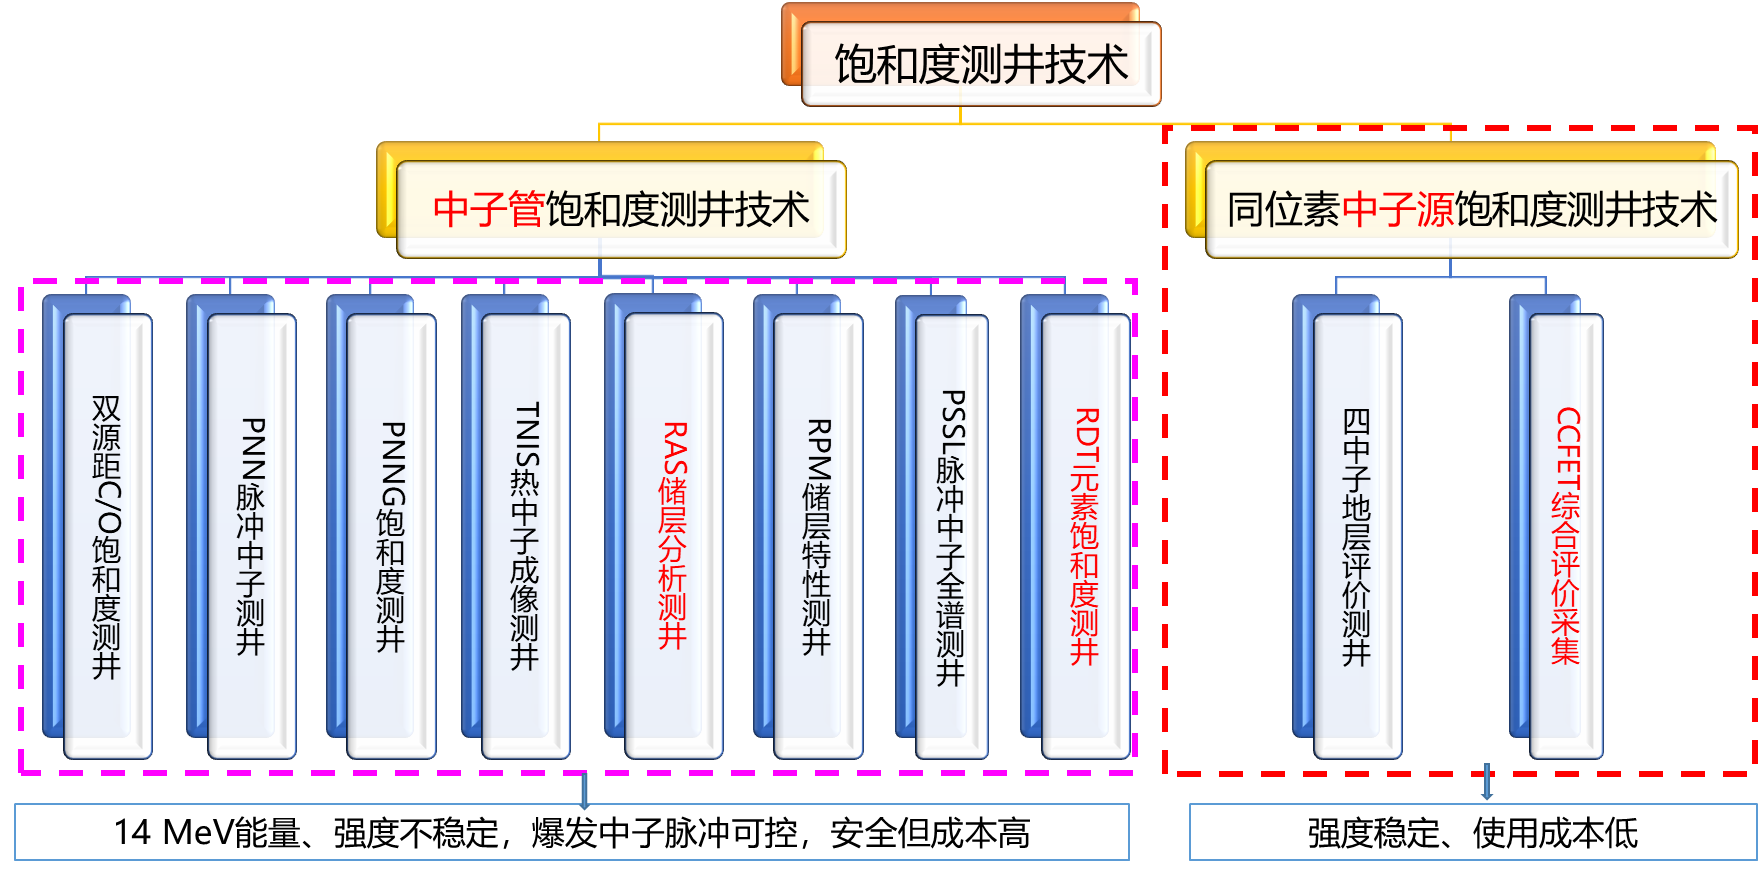 饱和度测井技术
中子管饱和度测井技术
同位素中子源饱和度测井技术
双源距C/O饱和度测井
PNN脉冲中子测井
PNNG饱和度测井
TNIS热中子成像测井
RAS储层分析测井
RPM储层特性测井
PSSL脉冲中子全谱测井
RDT元素饱和度测井
四中子地层评价测井
CCFET综合评价采集
14 MeV能量、强度不稳定，爆发中子脉冲可控，安全但成本高
强度稳定、使用成本低